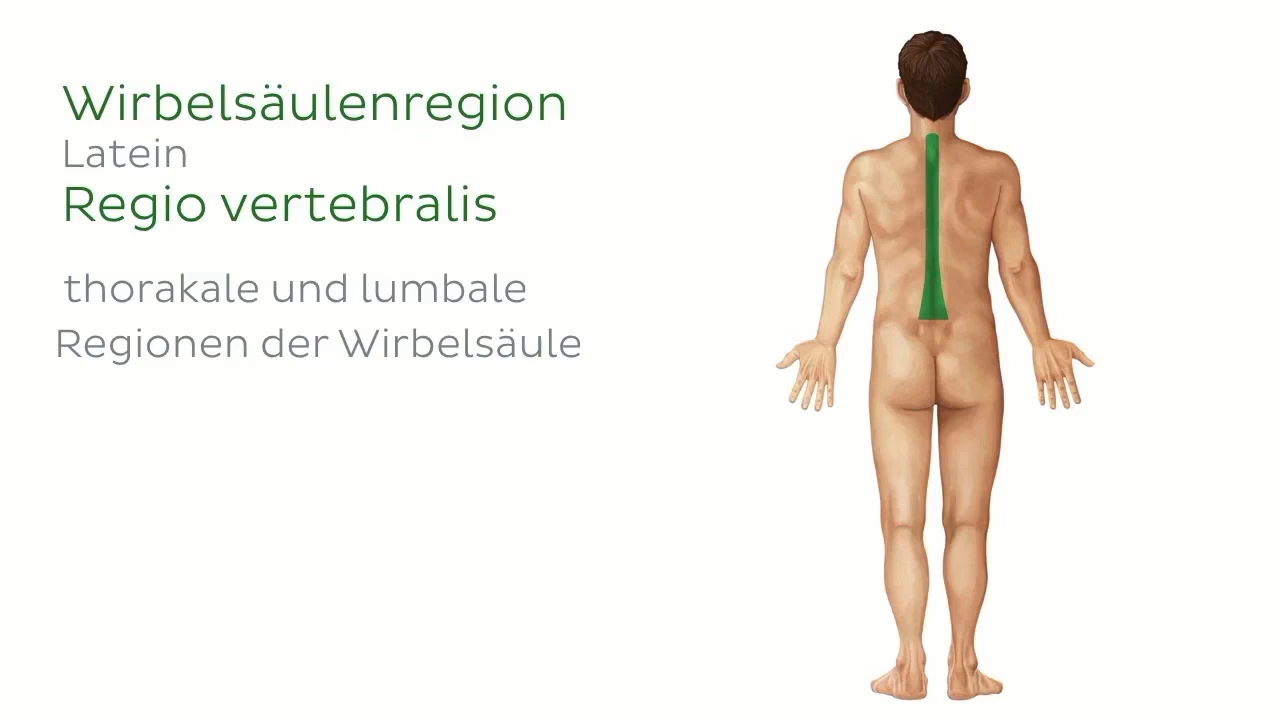 Wirbelsäulenregion
Latein
Regio vertebralis
thorakale und lumbale
Regionen der Wirbelsäule